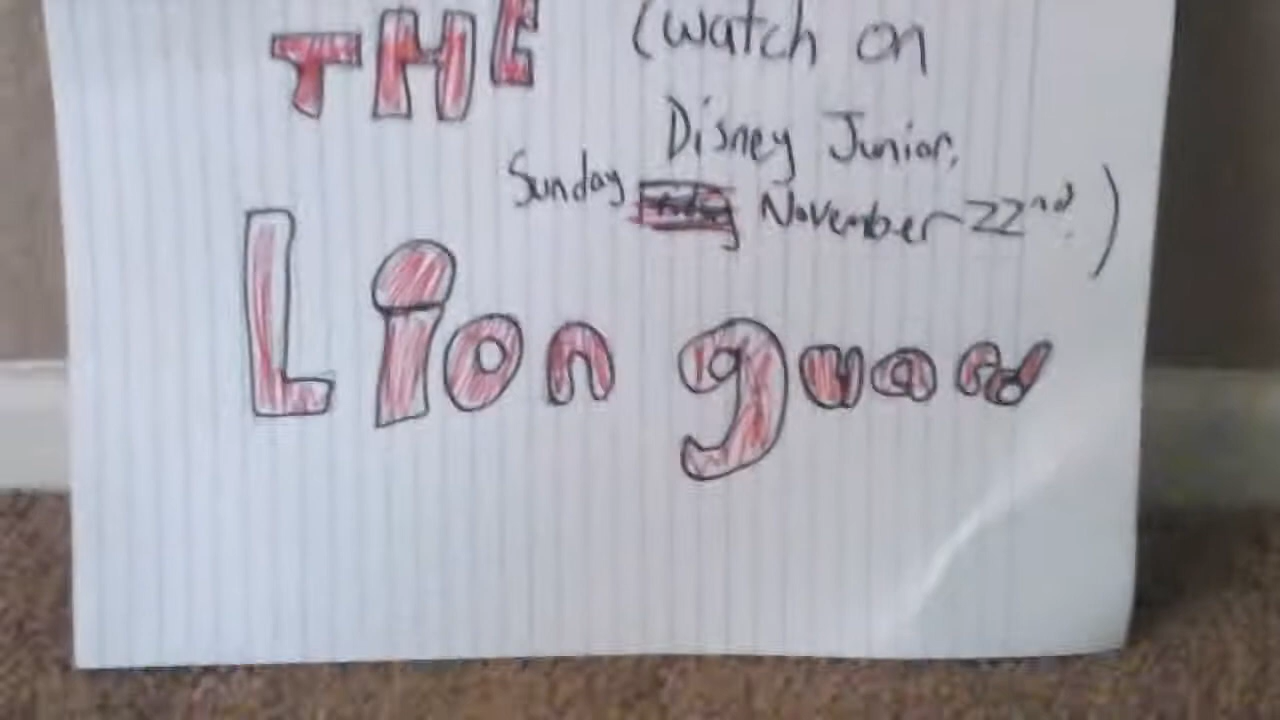 THE
(watch on
Disney Junior,
Sunday November 22nd.)
Lion guard